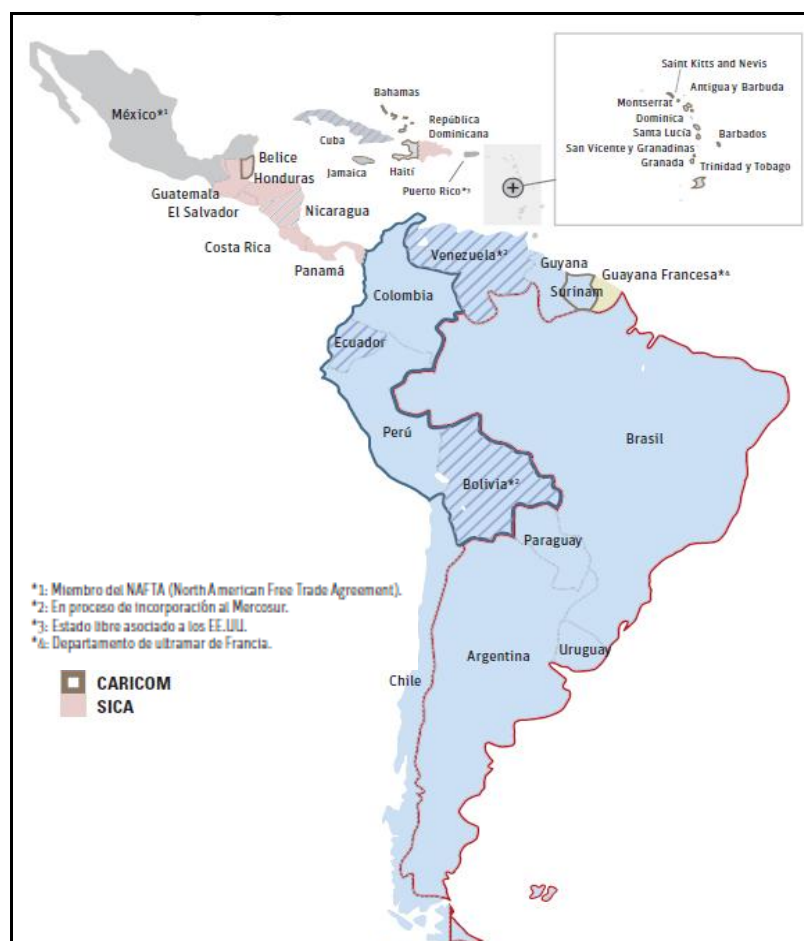 Saint Kitts and Nevis
Antigua y Barbuda
Montserrat
Dominica
Santa Lucía
Barbados
San Vicente y Granadinas
Granada
Trinidad y Tobago
Bahamas
México*1
República
Dominicana
Cuba
Belice
Jamaica
Haití
Honduras
Puerto Rico*3
Guatemala
El Salvador
Nicaragua
Costa Rica
Venezuela*2
Panamá
Guyana
Guayana Francesa*4
Surinam
Colombia
Ecuador
Perú
Brasil
Bolivia*2
Paraguay
*1: Miembro del NAFTA (North American Free Trade Agreement).
*2: En proceso de incorporación al Mercosur.
*3: Estado libre asociado a los EE.UU.
*4: Departamento de ultramar de Francia.
Uruguay
Argentina
Chile
CARICOM
SICA